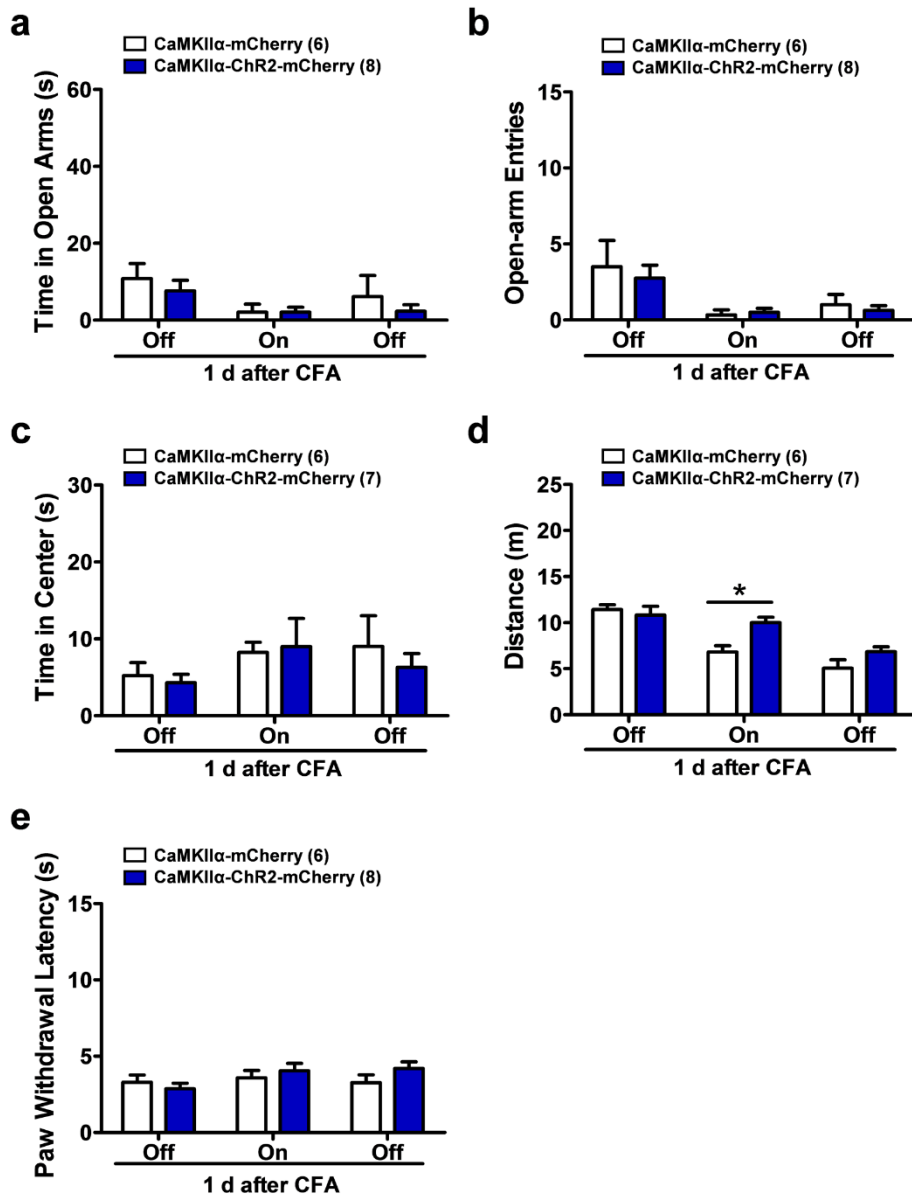 a
CaMKIIα-mCherry (6)
CaMKIIα-ChR2-mCherry (8)
Time in Open Arms (s)
60
40
20
0
Off On Off
1 d after CFA
b
CaMKIIα-mCherry (6)
CaMKIIα-ChR2-mCherry (8)
Open-arm Entries
15
10
5
0
Off On Off
1 d after CFA
c
CaMKIIα-mCherry (6)
CaMKIIα-ChR2-mCherry (7)
Time in Center (s)
30
20
10
0
Off On Off
1 d after CFA
d
CaMKIIα-mCherry (6)
CaMKIIα-ChR2-mCherry (7)
Distance (m)
25
20
15
10
5
0
*
Off On Off
1 d after CFA
e
CaMKIIα-mCherry (6)
CaMKIIα-ChR2-mCherry (8)
Paw Withdrawal Latency (s)
15
10
5
0
Off On Off
1 d after CFA